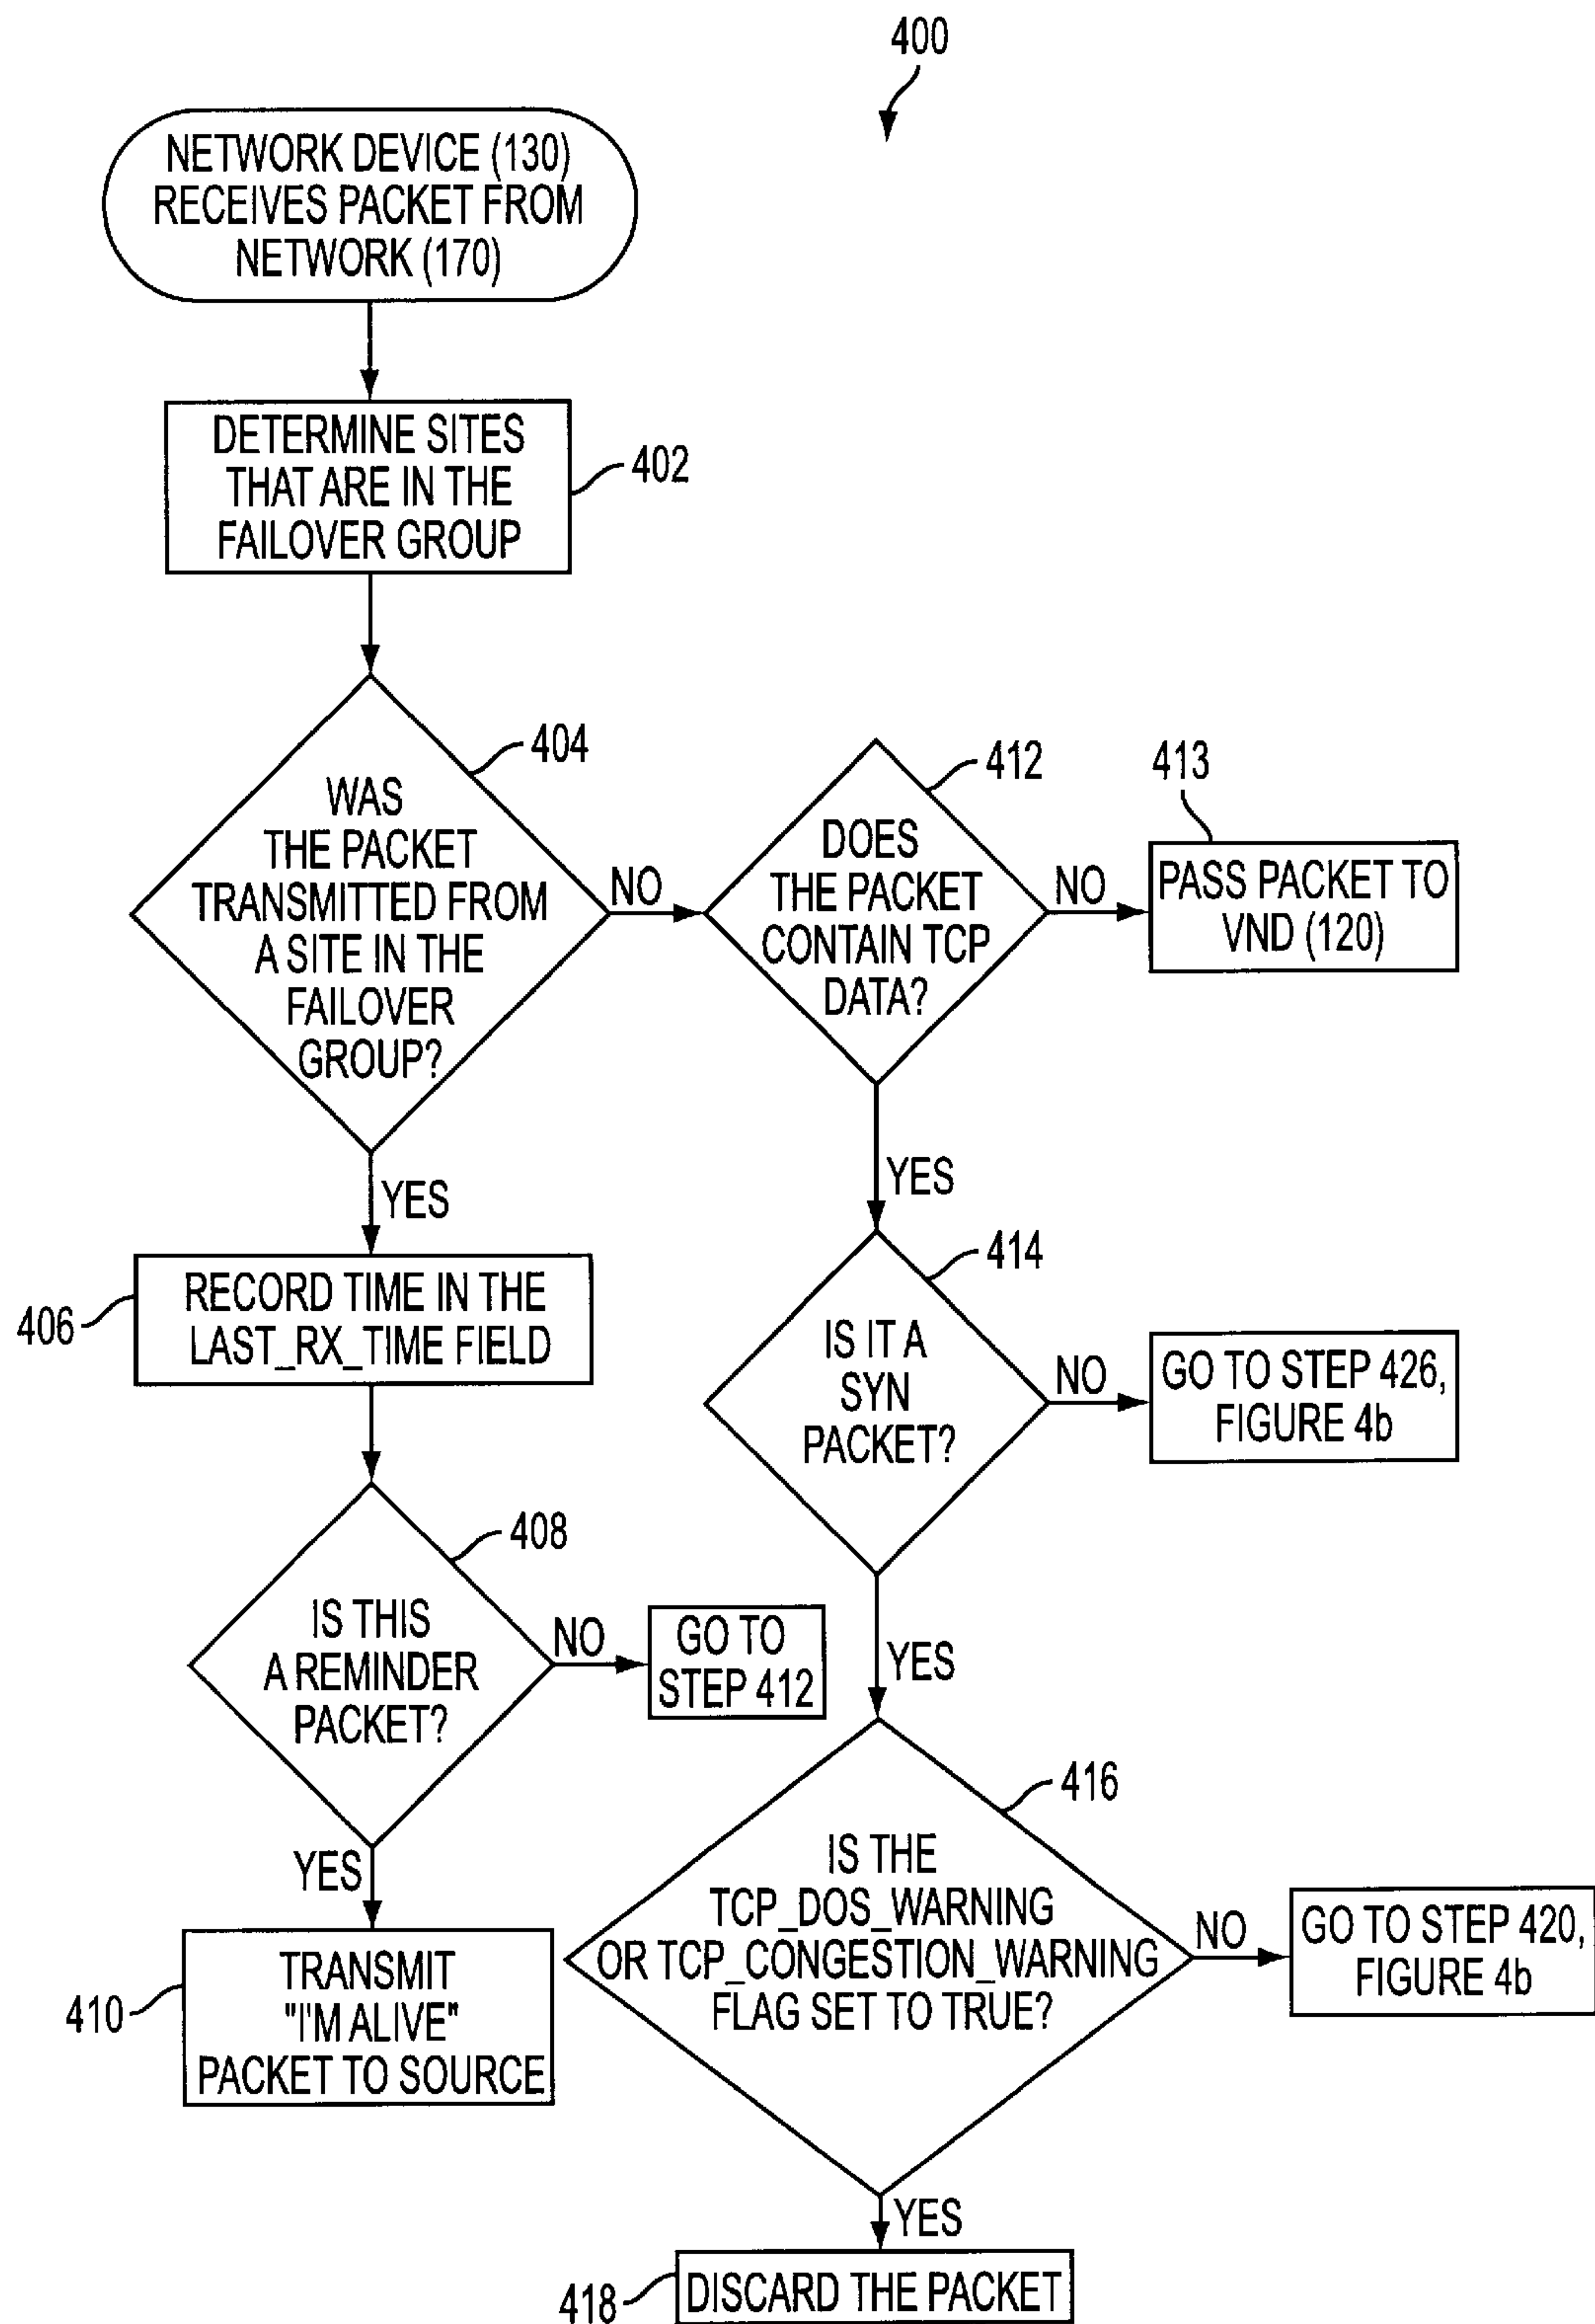 400
NETWORK DEVICE (130)
RECEIVES PACKET FROM
NETWORK (170)
DETERMINE SITES
THAT ARE IN THE
FAILOVER GROUP
402
404
WAS
THE PACKET
TRANSMITTED FROM
A SITE IN THE
FAILOVER
GROUP?
NO
YES
412
DOES
THE PACKET
CONTAIN TCP
DATA?
NO
YES
413
PASS PACKET TO
VND (120)
406
RECORD TIME IN THE
LAST_RX_TIME FIELD
414
IS IT A
SYN
PACKET?
NO
YES
GO TO STEP 426,
FIGURE 4b
408
IS THIS
A REMINDER
PACKET?
NO
YES
GO TO
STEP 412
410
TRANSMIT
"I'M ALIVE"
PACKET TO SOURCE
416
IS THE
TCP_DOS_WARNING
OR TCP_CONGESTION_WARNING
FLAG SET TO TRUE?
NO
YES
GO TO STEP 420,
FIGURE 4b
418
DISCARD THE PACKET